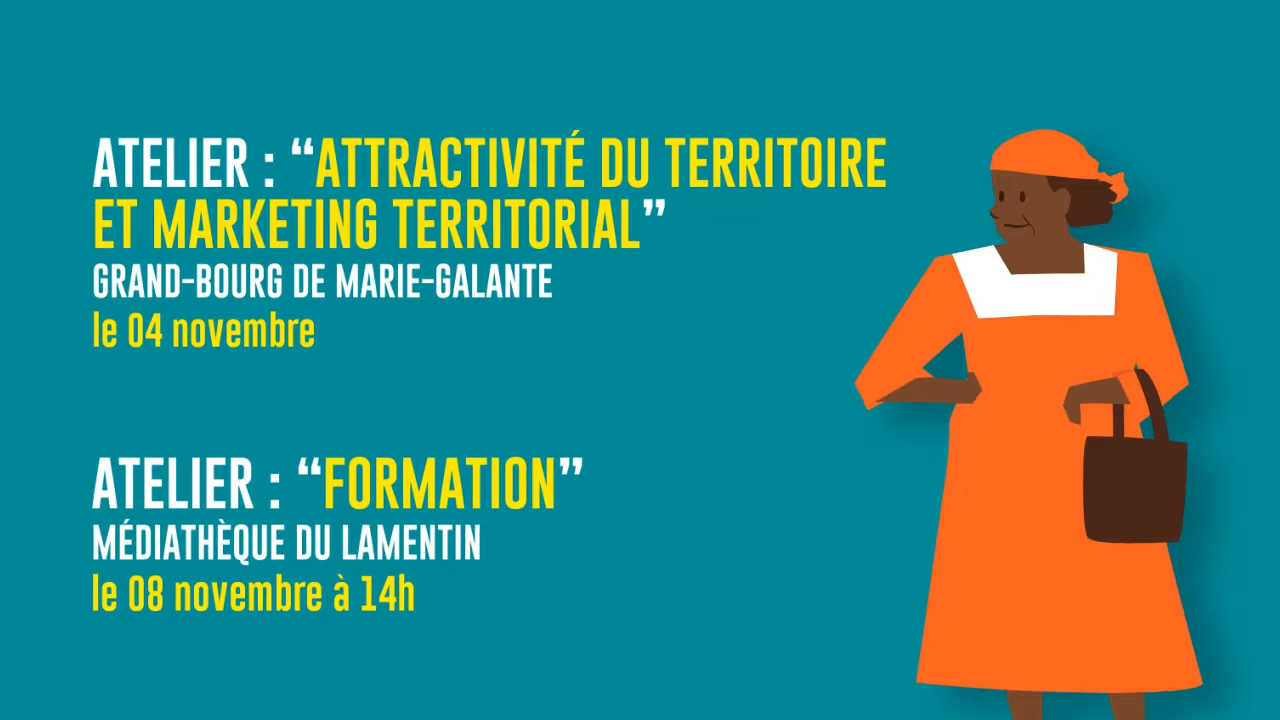 ATELIER : “ATTRACTIVITÉ DU TERRITOIRE
ET MARKETING TERRITORIAL”
GRAND-BOURG DE MARIE-GALANTE
le 04 novembre
ATELIER : “FORMATION”
MÉDIATHÈQUE DU LAMENTIN
le 08 novembre à 14h